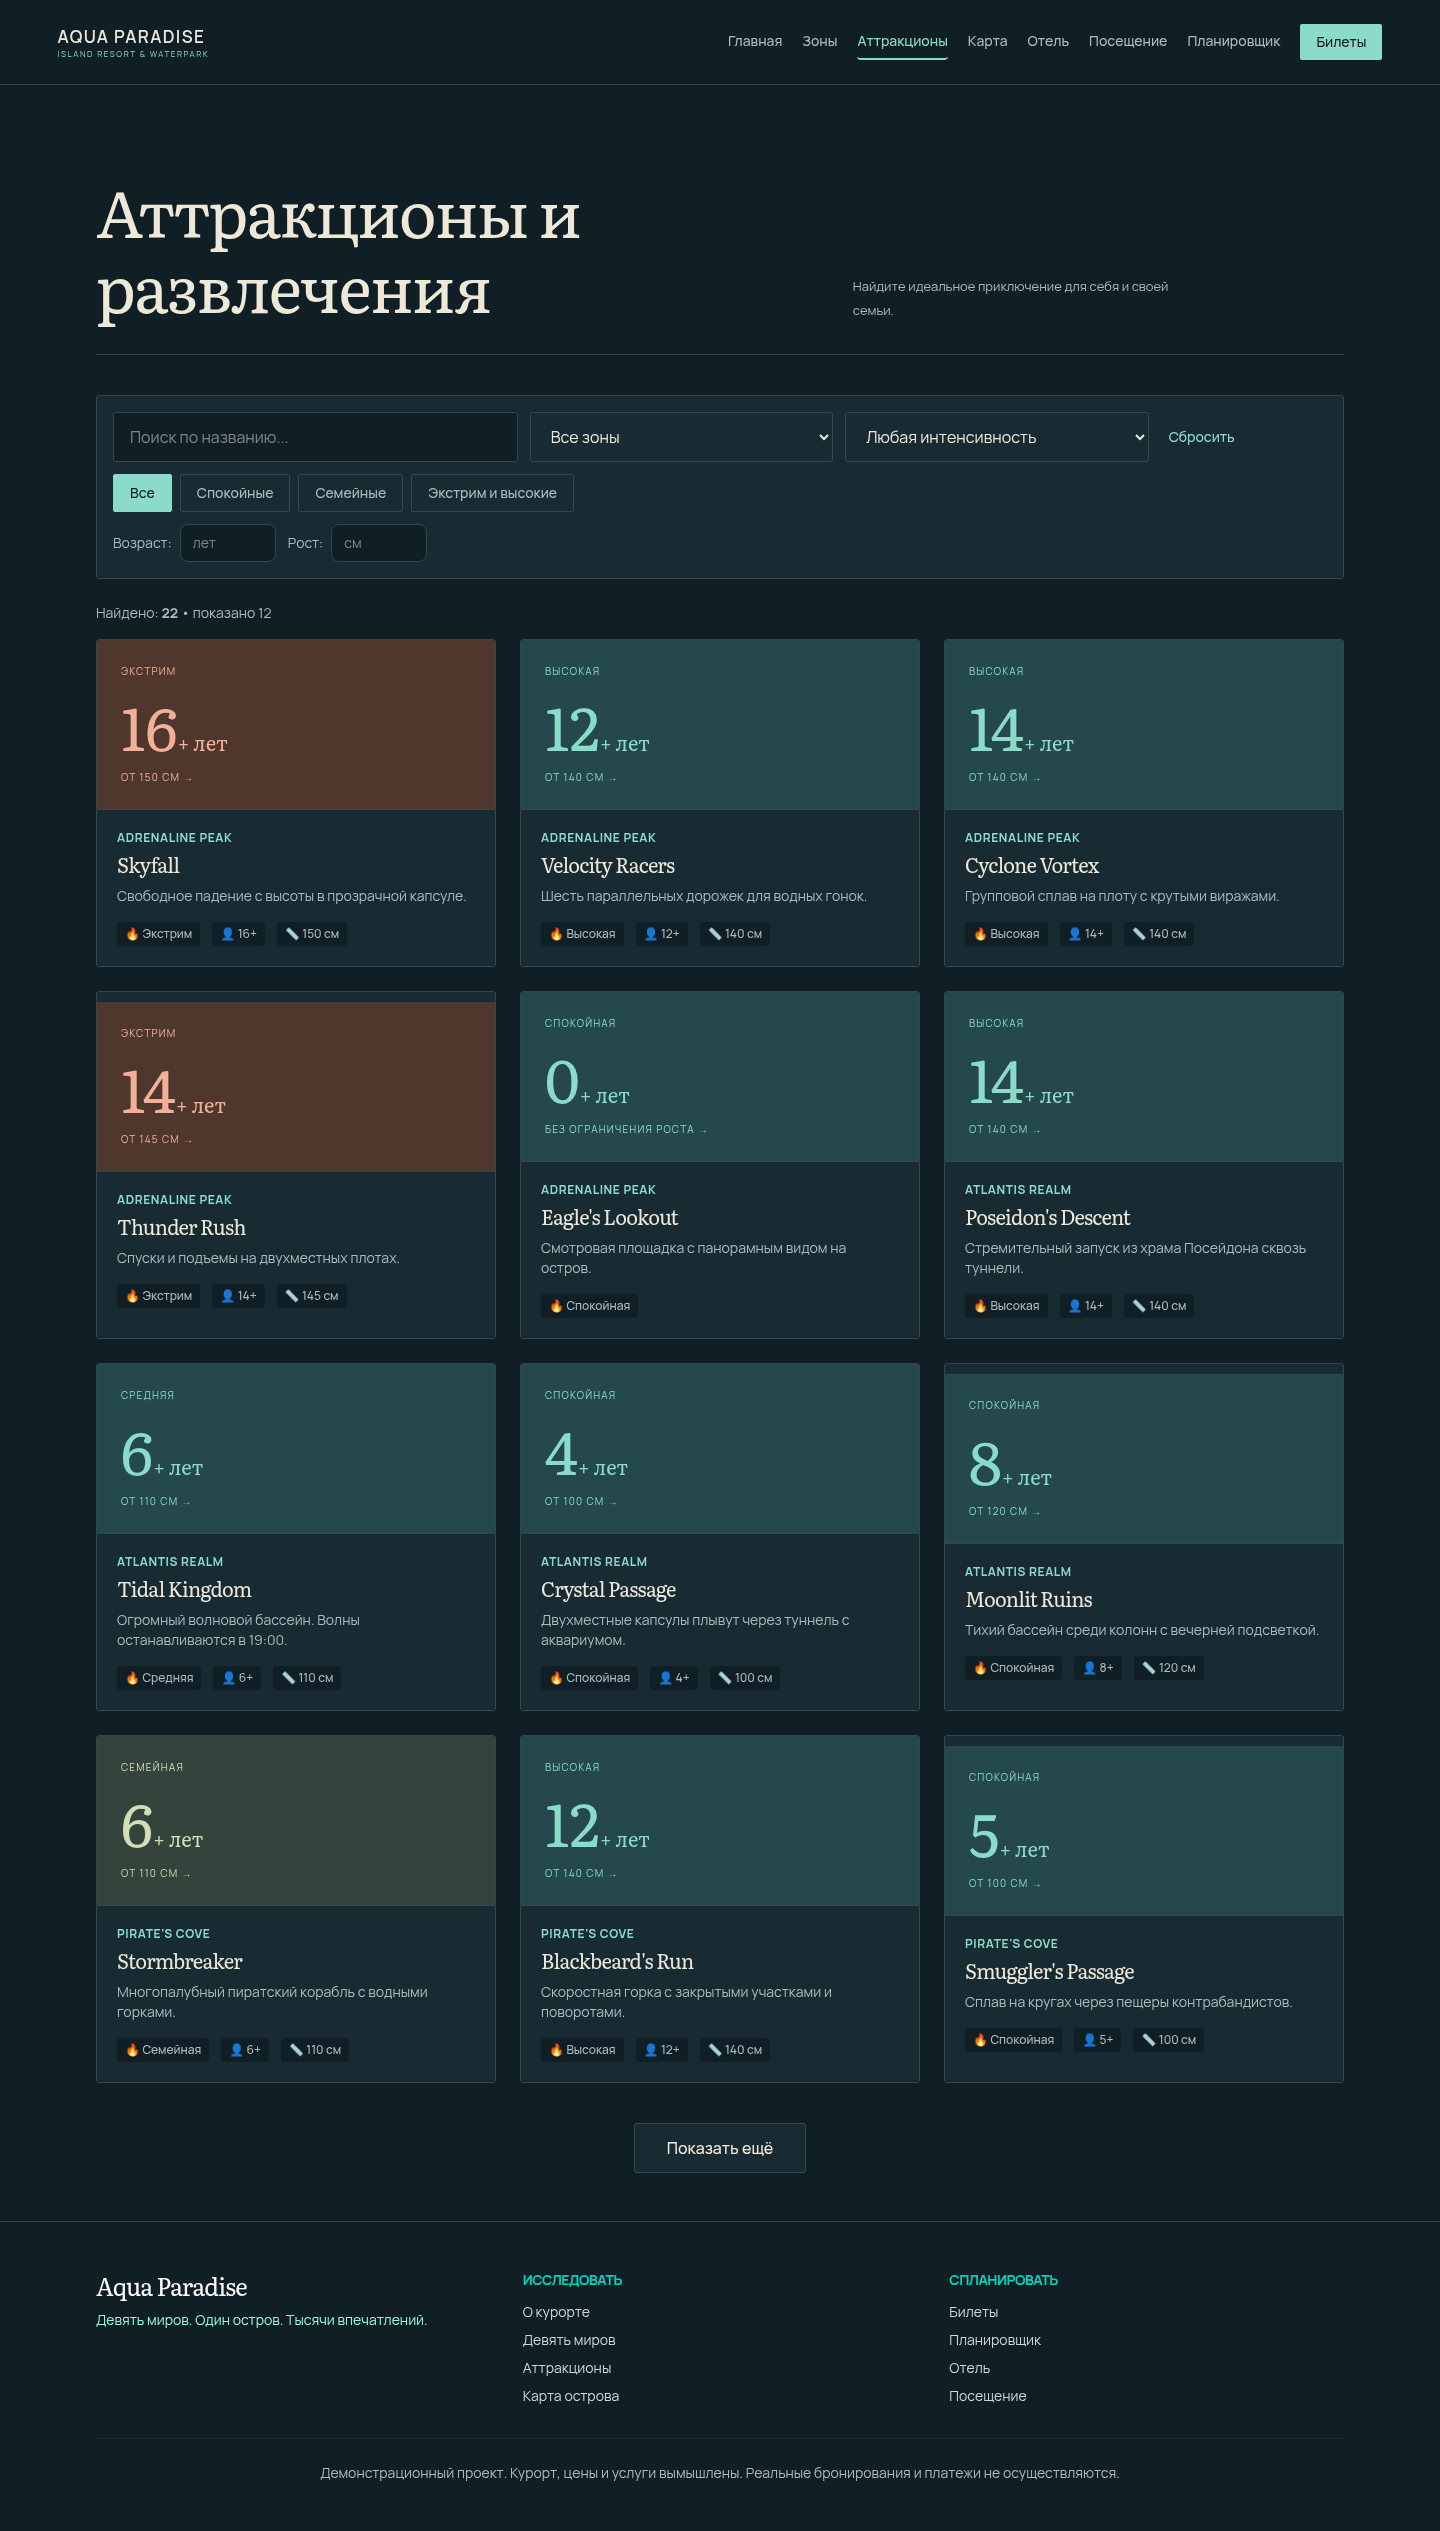 AQUA PARADISE
ISLAND RESORT & WATERPARK
Главная Зоны Аттракционы Карта Отель Посещение Планировщик Билеты
Аттракционы и
развлечения
Найдите идеальное приключение для себя и своей
семьи.
Поиск по названию... Все зоны Любая интенсивность Сбросить
Все Спокойные Семейные Экстрим и высокие
Возраст: лет Рост: см
Найдено: 22 • показано 12
ЭКСТРИМ
16+ лет
ОТ 150 СМ →
ADRENALINE PEAK
Skyfall
Свободное падение с высоты в прозрачной капсуле.
🔥 Экстрим 👤 16+ 📏 150 см
ВЫСОКАЯ
12+ лет
ОТ 140 СМ →
ADRENALINE PEAK
Velocity Racers
Шесть параллельных дорожек для водных гонок.
🔥 Высокая 👤 12+ 📏 140 см
ВЫСОКАЯ
14+ лет
ОТ 140 СМ →
ADRENALINE PEAK
Cyclone Vortex
Групповой сплав на плоту с крутыми виражами.
🔥 Высокая 👤 14+ 📏 140 см
ЭКСТРИМ
14+ лет
ОТ 145 СМ →
ADRENALINE PEAK
Thunder Rush
Спуски и подъемы на двухместных плотах.
🔥 Экстрим 👤 14+ 📏 145 см
СПОКОЙНАЯ
0+ лет
БЕЗ ОГРАНИЧЕНИЯ РОСТА →
ADRENALINE PEAK
Eagle's Lookout
Смотровая площадка с панорамным видом на
остров.
🔥 Спокойная
ВЫСОКАЯ
14+ лет
ОТ 140 СМ →
ATLANTIS REALM
Poseidon's Descent
Стремительный запуск из храма Посейдона сквозь
туннели.
🔥 Высокая 👤 14+ 📏 140 см
СРЕДНЯЯ
6+ лет
ОТ 110 СМ →
ATLANTIS REALM
Tidal Kingdom
Огромный волновой бассейн. Волны
останавливаются в 19:00.
🔥 Средняя 👤 6+ 📏 110 см
СПОКОЙНАЯ
4+ лет
ОТ 100 СМ →
ATLANTIS REALM
Crystal Passage
Двухместные капсулы плывут через туннель с
аквариумом.
🔥 Спокойная 👤 4+ 📏 100 см
СПОКОЙНАЯ
8+ лет
ОТ 120 СМ →
ATLANTIS REALM
Moonlit Ruins
Тихий бассейн среди колонн с вечерней подсветкой.
🔥 Спокойная 👤 8+ 📏 120 см
СЕМЕЙНАЯ
6+ лет
ОТ 110 СМ →
PIRATE'S COVE
Stormbreaker
Многопалубный пиратский корабль с водными
горками.
🔥 Семейная 👤 6+ 📏 110 см
ВЫСОКАЯ
12+ лет
ОТ 140 СМ →
PIRATE'S COVE
Blackbeard's Run
Скоростная горка с закрытыми участками и
поворотами.
🔥 Высокая 👤 12+ 📏 140 см
СПОКОЙНАЯ
5+ лет
ОТ 100 СМ →
PIRATE'S COVE
Smuggler's Passage
Сплав на кругах через пещеры контрабандистов.
🔥 Спокойная 👤 5+ 📏 100 см
Показать ещё
Aqua Paradise
Девять миров. Один остров. Тысячи впечатлений.
ИССЛЕДОВАТЬ
О курорте
Девять миров
Аттракционы
Карта острова
СПЛАНИРОВАТЬ
Билеты
Планировщик
Отель
Посещение
Демонстрационный проект. Курорт, цены и услуги вымышлены. Реальные бронирования и платежи не осуществляются.